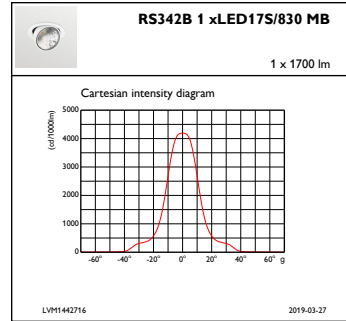 RS342B 1 xLED17S/830 MB
1 x 1700 lm
Cartesian intensity diagram
(cd/1000lm)
5000
4000
3000
2000
1000
0
-60° -40° -20° 0° 20° 40° 60° g
LVM1442716 2019-03-27